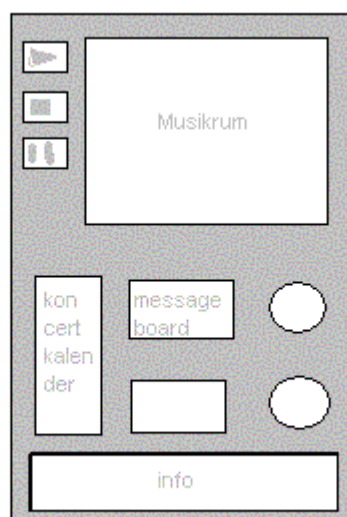 Musikrum
kon
cert
kalen
der
message
board
info